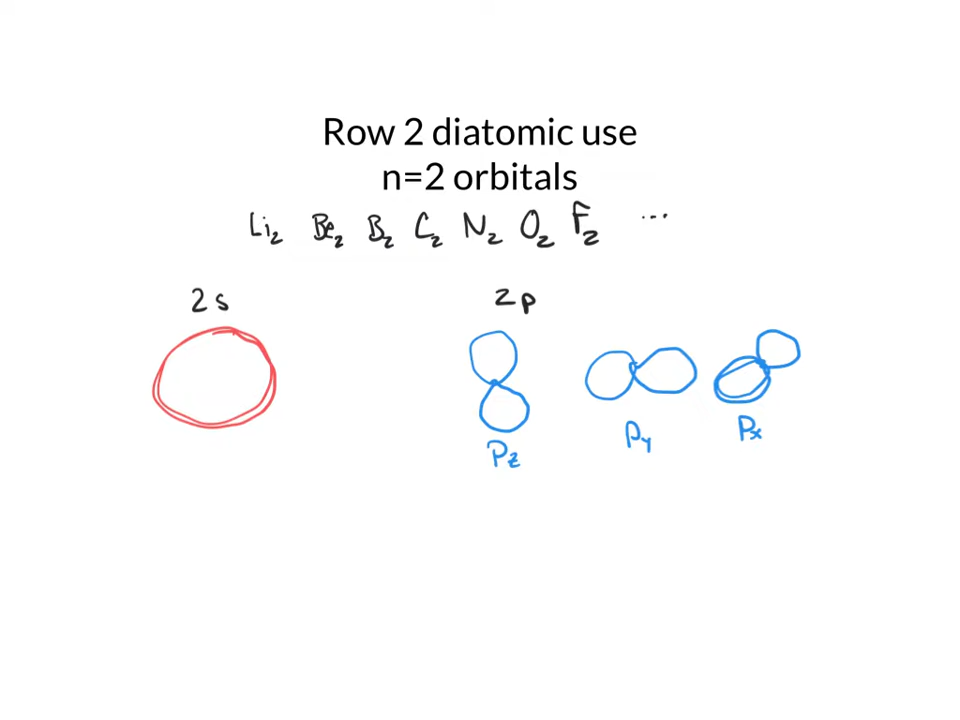 Row 2 diatomic use
n=2 orbitals
Li₂ Be₂ B₂ C₂ N₂ O₂ F₂ ...
2s 2p
Pz Py Px